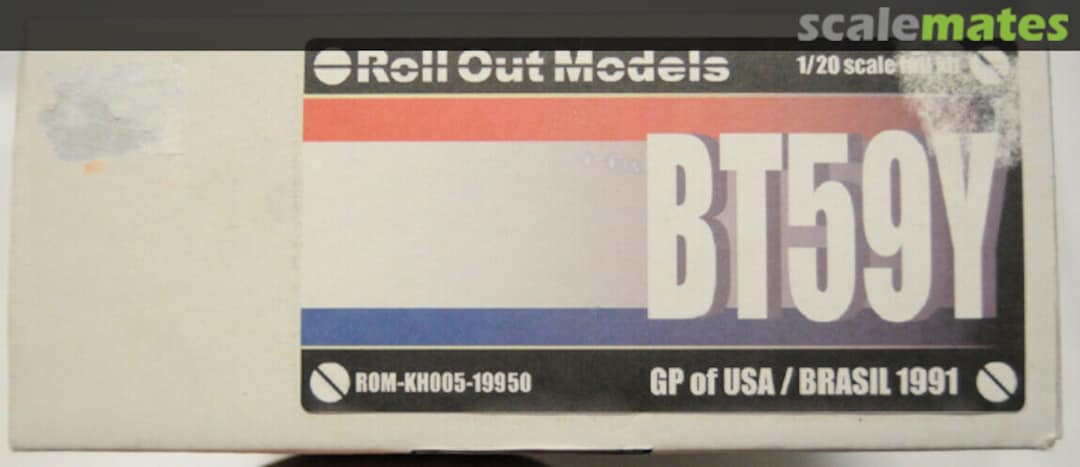 scalemates
Roll Out Models
1/20 scale
BT59Y
ROM-KH005-19950
GP of USA / BRASIL 1991